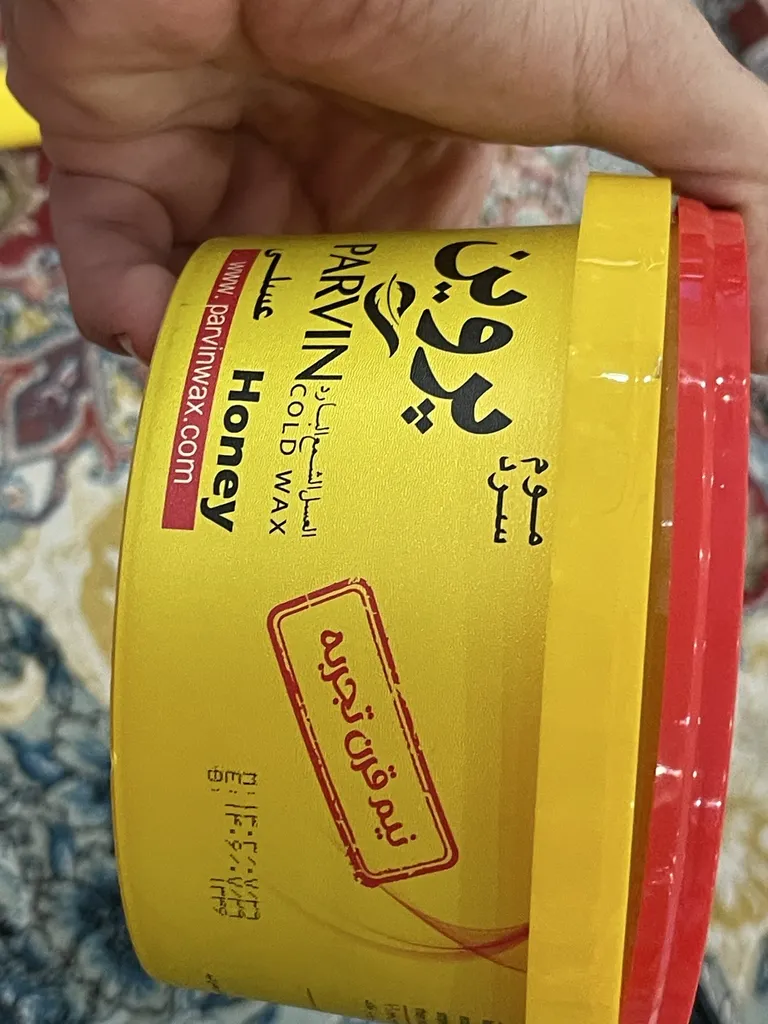 موم
سرد
پروین
PARVIN
العسل الشمع البارد
COLD WAX
عسلی
Honey
www.parvinwax.com
نیم قرن تجربه